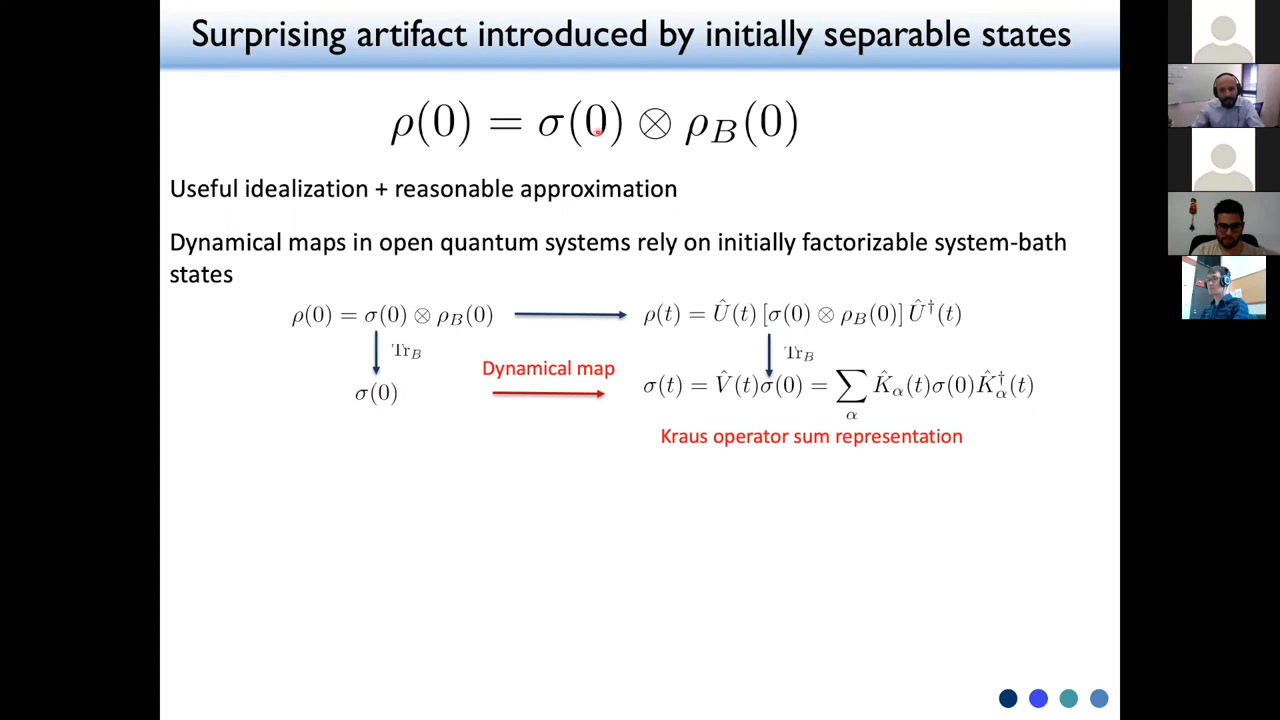 Surprising artifact introduced by initially separable states
ρ(0) = σ(0) ⊗ ρ_B(0)
Useful idealization + reasonable approximation
Dynamical maps in open quantum systems rely on initially factorizable system-bath
states
ρ(0) = σ(0) ⊗ ρ_B(0)
ρ(t) = Û(t) [σ(0) ⊗ ρ_B(0)] Û†(t)
Tr_B
Tr_B
Dynamical map
σ(0)
σ(t) = V̂(t)σ(0) = ∑_α K̂_α(t)σ(0)K̂_α†(t)
Kraus operator sum representation